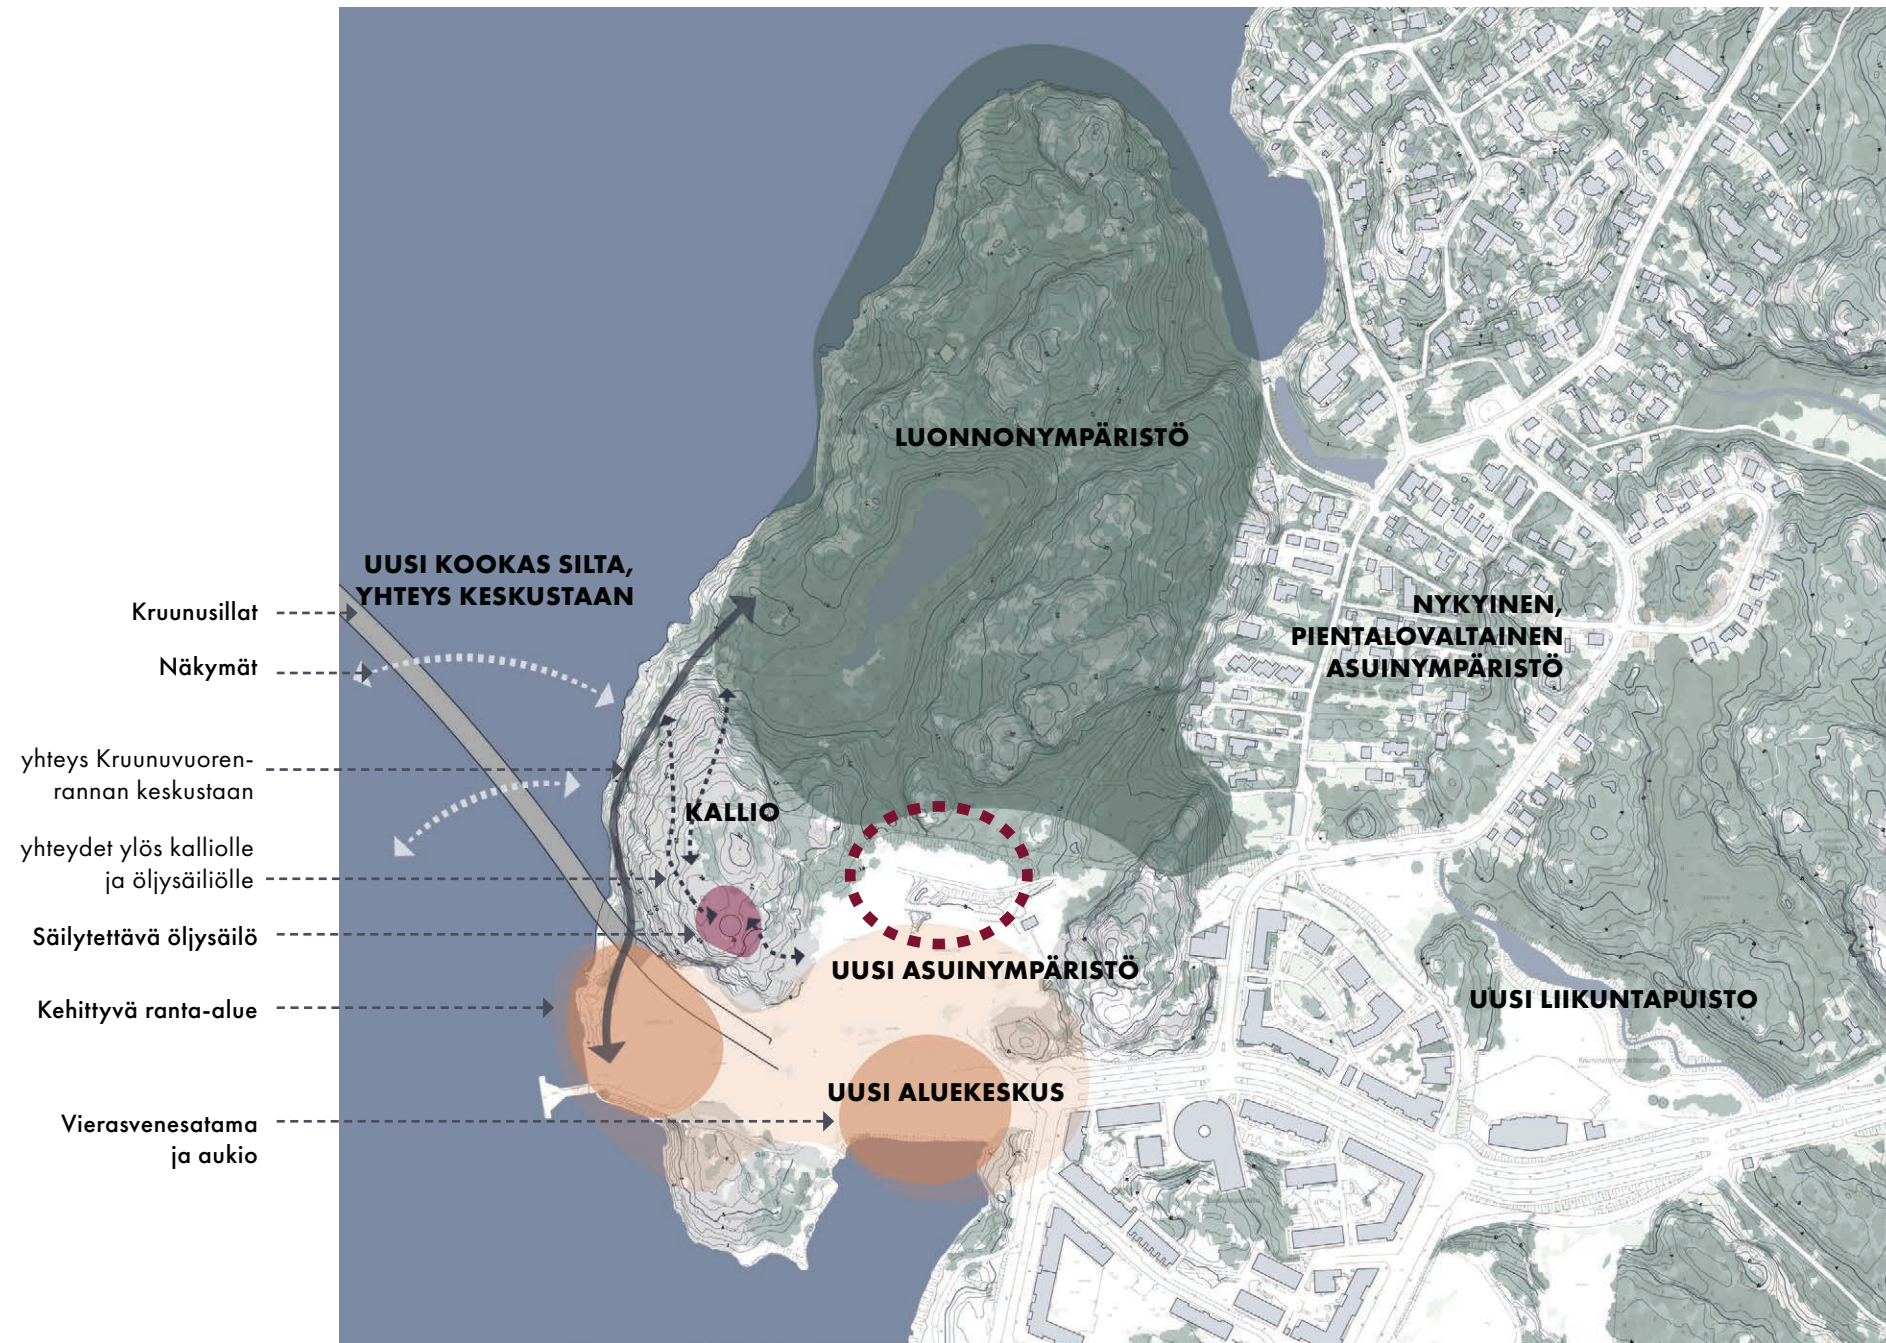 LUONNONYMPÄRISTÖ
UUSI KOOKAS SILTA,
YHTEYS KESKUSTAAN
Kruunusillat
Näkymät
NYKYINEN,
PIENTALOVALTAINEN
ASUINYMPÄRISTÖ
yhteys Kruunuvuoren-
rannan keskustaan
KALLIO
yhteydet ylös kalliolle
ja öljysäiliölle
Säilytettävä öljysäilö
UUSI ASUINYMPÄRISTÖ
Kehittyvä ranta-alue
UUSI LIIKUNTAPUISTO
UUSI ALUEKESKUS
Vierasvenesatama
ja aukio